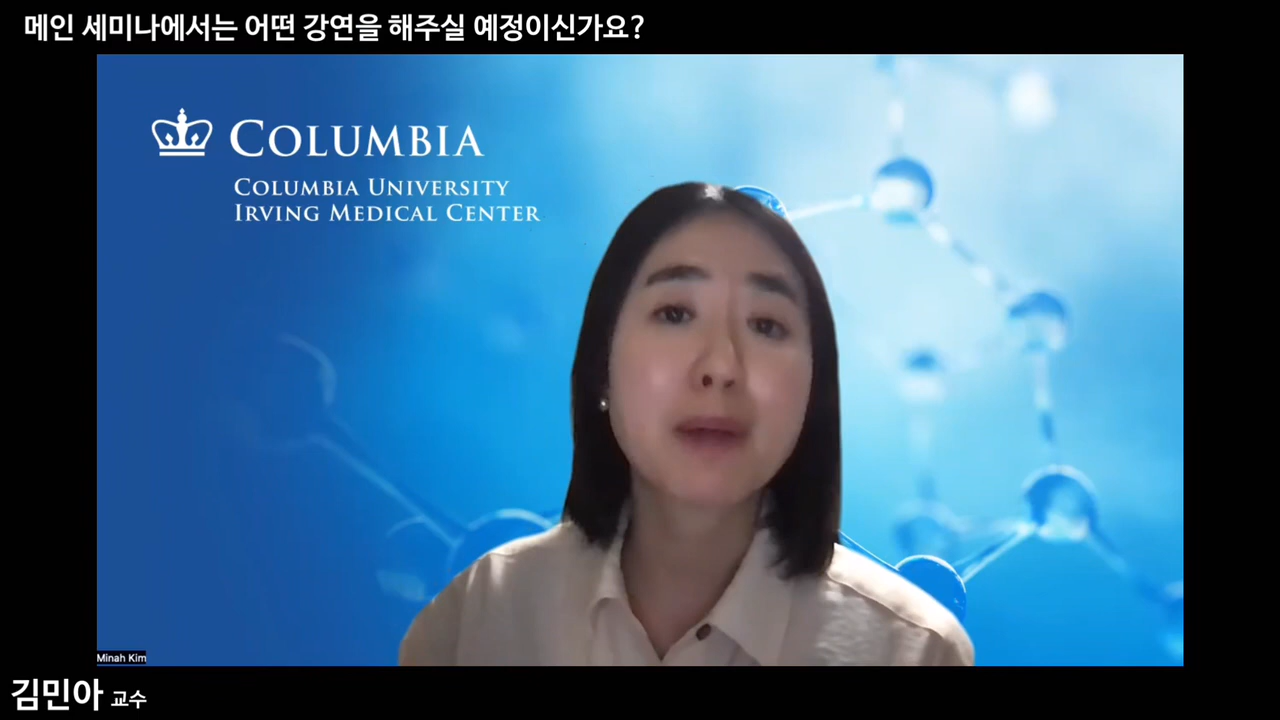 메인 세미나에서는 어떤 강연을 해주실 예정이신가요?
COLUMBIA
COLUMBIA UNIVERSITY
IRVING MEDICAL CENTER
Minah Kim
김민아 교수